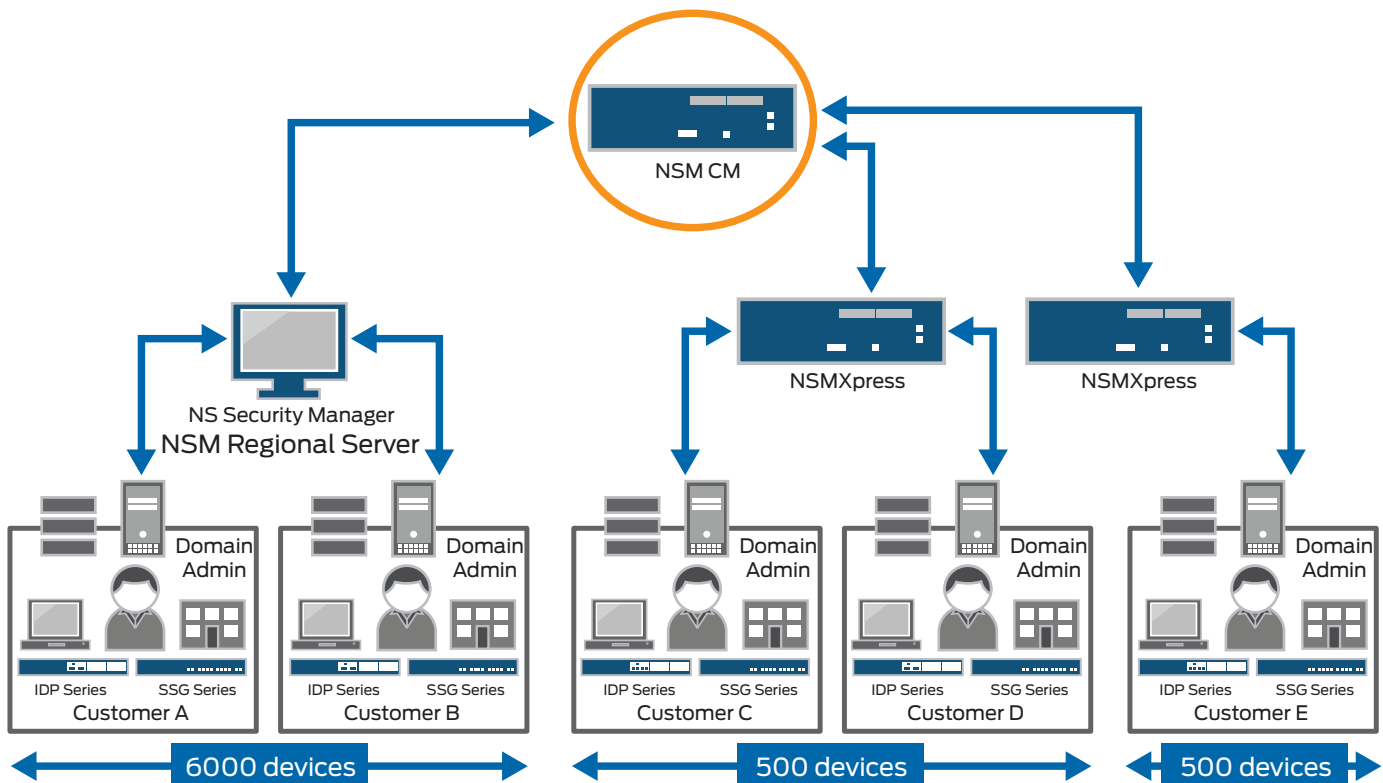 NSM CM
NS Security Manager
NSM Regional Server
NSMXpress
NSMXpress
Domain
Admin
IDP Series
SSG Series
Customer A
Domain
Admin
IDP Series
SSG Series
Customer B
Domain
Admin
IDP Series
SSG Series
Customer C
Domain
Admin
IDP Series
SSG Series
Customer D
Domain
Admin
IDP Series
SSG Series
Customer E
6000 devices
500 devices
500 devices